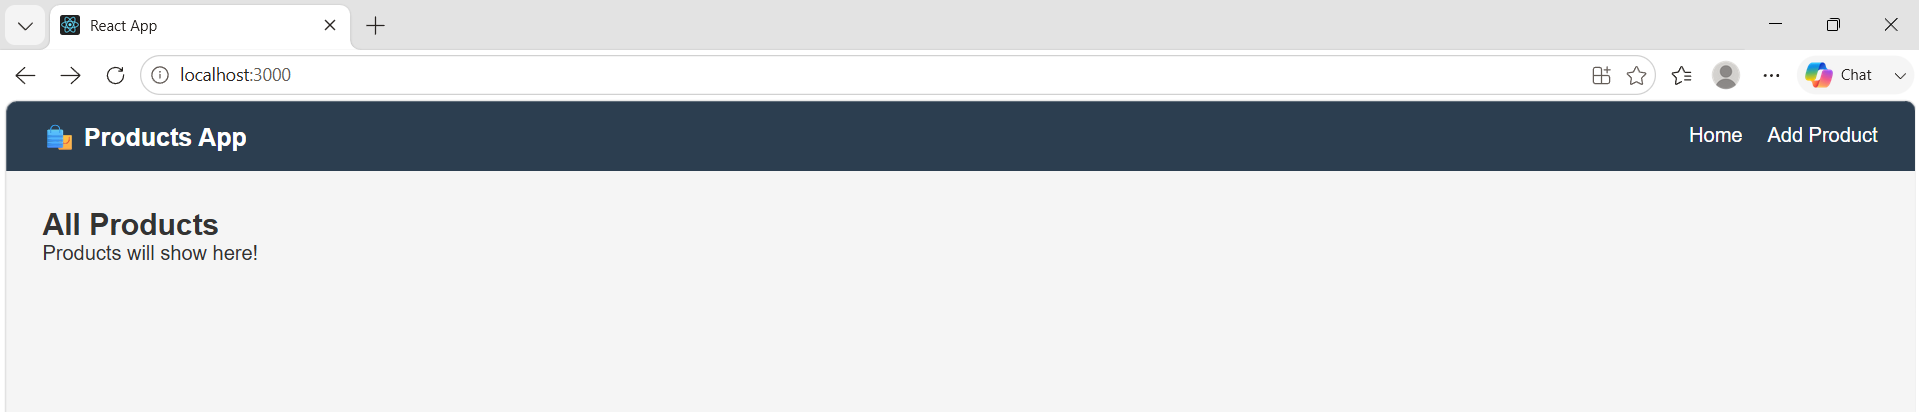 React App
localhost:3000
Chat
Products App
Home
Add Product
All Products
Products will show here!